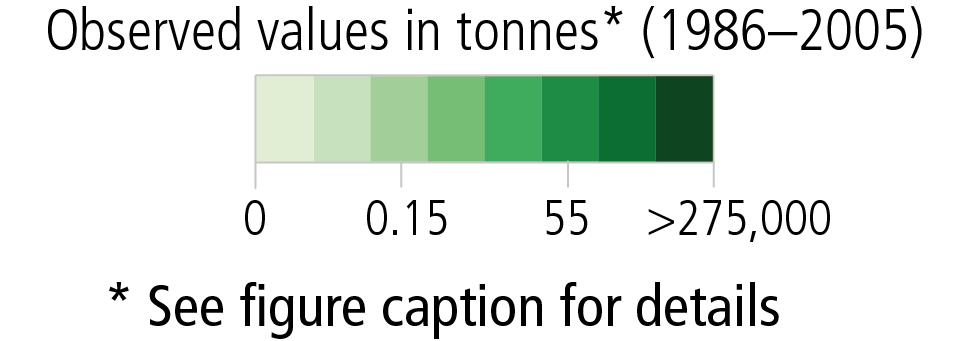 Observed values in tonnes* (1986–2005)
0 0.15 55 >275,000
* See figure caption for details